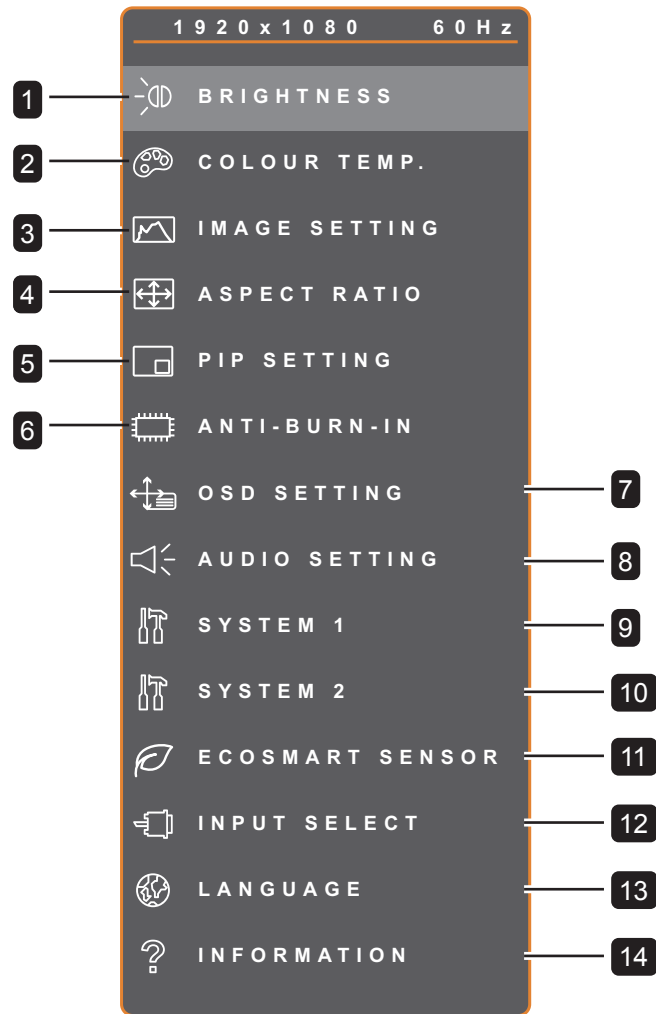 1920x1080 60Hz
1 BRIGHTNESS
2 COLOUR TEMP.
3 IMAGE SETTING
4 ASPECT RATIO
5 PIP SETTING
6 ANTI-BURN-IN
OSD SETTING 7
AUDIO SETTING 8
SYSTEM 1 9
SYSTEM 2 10
ECOSMART SENSOR 11
INPUT SELECT 12
LANGUAGE 13
INFORMATION 14